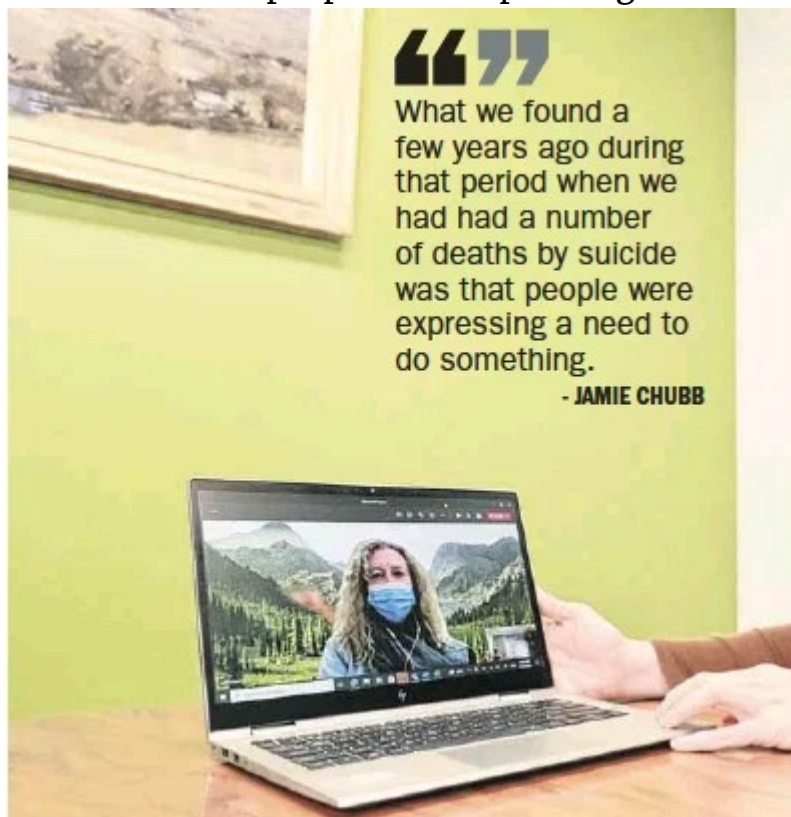 What we found a
few years ago during
that period when we
had had a number
of deaths by suicide
was that people were
expressing a need to
do something.
- JAMIE CHUBB
hp